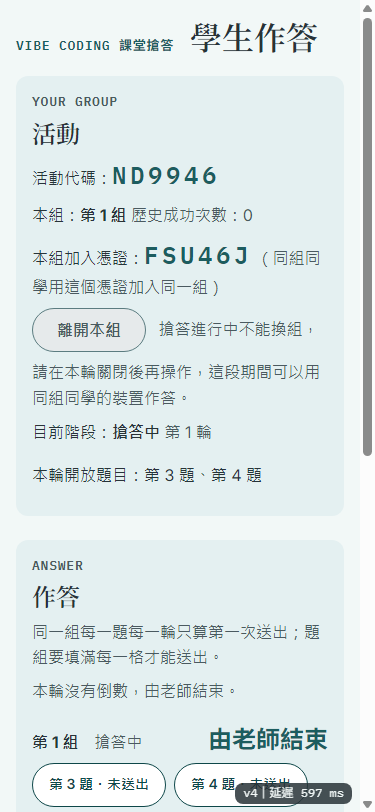 VIBE CODING 課堂搶答 學生作答
YOUR GROUP
活動
活動代碼：ND9946
本組：第 1 組 歷史成功次數：0
本組加入憑證：FSU46J （同組同
學用這個憑證加入同一組）
離開本組 搶答進行中不能換組，
請在本輪關閉後再操作，這段期間可以用
同組同學的裝置作答。
目前階段：搶答中 第 1 輪
本輪開放題目：第 3 題、第 4 題
ANSWER
作答
同一組每一題每一輪只算第一次送出；題
組要填滿每一格才能送出。
本輪沒有倒數，由老師結束。
第 1 組 搶答中 由老師結束
第 3 題 · 未送出 第 4 題 · 未送出
v4 | 延遲 597 ms